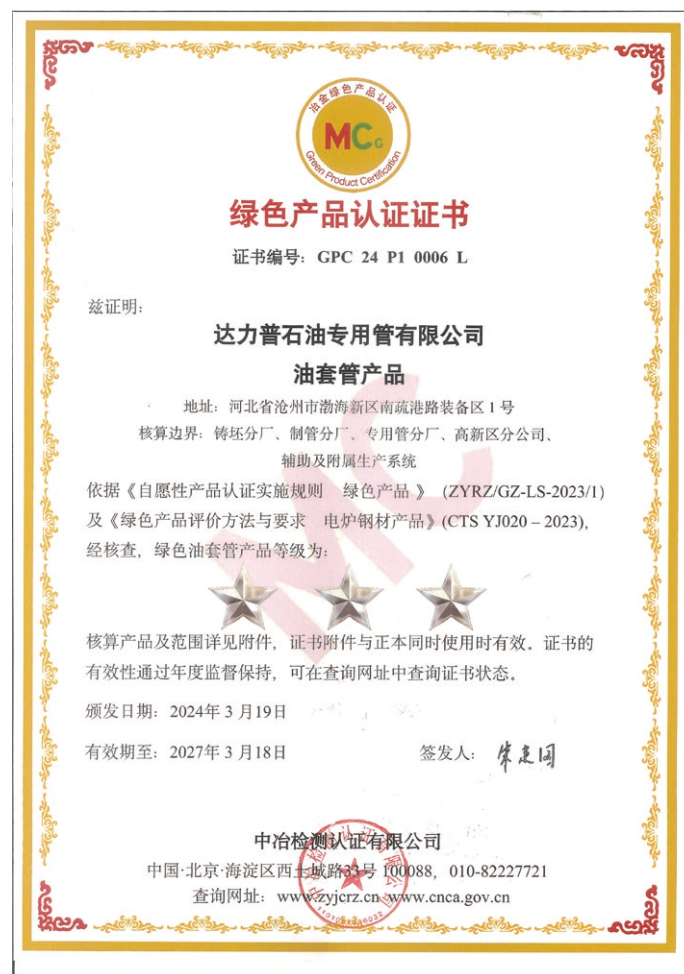 冶金绿色产品认证
MCG
Green Product Certification
绿色产品认证证书
证书编号：GPC 24 P1 0006 L
兹证明：
达力普石油专用管有限公司
油套管产品
地址：河北省沧州市渤海新区南疏港路装备区 1 号
核算边界：铸坯分厂、制管分厂、专用管分厂、高新区分公司、
辅助及附属生产系统
依据《自愿性产品认证实施规则 绿色产品 》 (ZYRZ/GZ-LS-2023/1)
及《绿色产品评价方法与要求 电炉钢材产品》(CTS YJ020 – 2023),
经核查，绿色油套管产品等级为：
核算产品及范围详见附件，证书附件与正本同时使用时有效。证书的
有效性通过年度监督保持，可在查询网址中查询证书状态。
颁发日期：2024年 3 月19日
有效期至：2027年 3 月18日
签发人：
中冶检测认证有限公司
中国·北京·海淀区西土城路33号 100088，010-82227721
查询网址：www.zyjcrz.cn www.cnca.gov.cn
MC